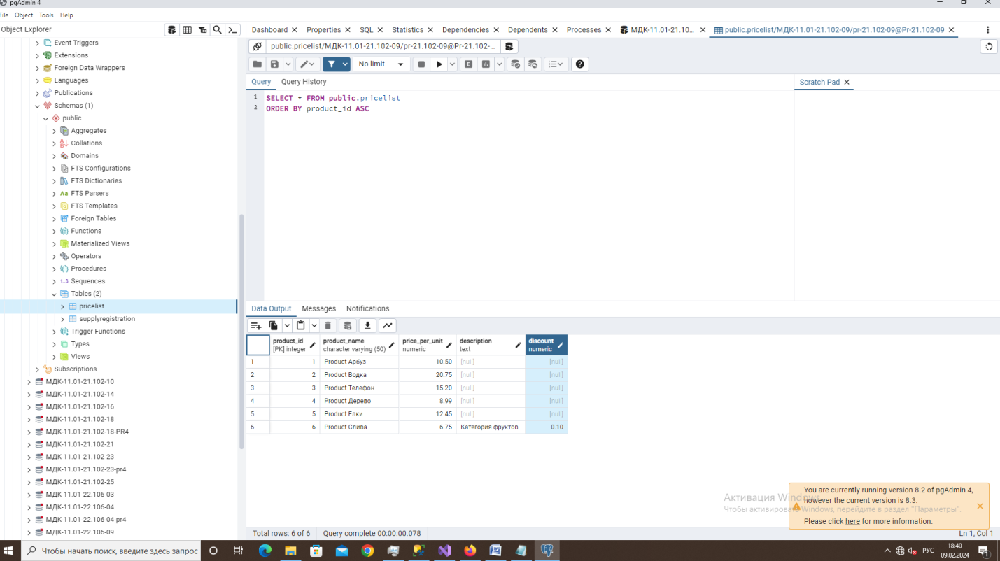 pgAdmin 4
File Object Tools Help
Object Explorer
Dashboard Properties SQL Statistics Dependencies Dependents Processes МДК-11.01-21.10... public.pricelist/МДК-11.01-21.102-09/pr-21.102-09@Pr-21.102-09
public.pricelist/МДК-11.01-21.102-09/pr-21.102-09@Pr-21.102-...
No limit
Query Query History
Scratch Pad
1 SELECT * FROM public.pricelist
2 ORDER BY product_id ASC
Event Triggers
Extensions
Foreign Data Wrappers
Languages
Publications
Schemas (1)
public
Aggregates
Collations
Domains
FTS Configurations
FTS Dictionaries
FTS Parsers
FTS Templates
Foreign Tables
Functions
Materialized Views
Operators
Procedures
1..3 Sequences
Tables (2)
pricelist
supplyregistration
Trigger Functions
Types
Views
Subscriptions
МДК-11.01-21.102-10
МДК-11.01-21.102-14
МДК-11.01-21.102-16
МДК-11.01-21.102-18
МДК-11.01-21.102-18-PR4
МДК-11.01-21.102-21
МДК-11.01-21.102-23
МДК-11.01-21.102-23-pr4
МДК-11.01-21.102-25
МДК-11.01-22.106-03
МДК-11.01-22.106-04
МДК-11.01-22.106-04-pr4
МДК-11.01-22.106-09
Data Output Messages Notifications
product_id product_name price_per_unit description discount
[PK] integer character varying (50) numeric text numeric
1 1 Product Арбуз 10.50 [null] [null]
2 2 Product Водка 20.75 [null] [null]
3 3 Product Телефон 15.20 [null] [null]
4 4 Product Дерево 8.99 [null] [null]
5 5 Product Елки 12.45 [null] [null]
6 6 Product Слива 6.75 Категория фруктов 0.10
You are currently running version 8.2 of pgAdmin 4,
however the current version is 8.3.
Please click here for more information.
Активация Windows
Чтобы активировать Windows, перейдите в раздел "Параметры".
Total rows: 6 of 6 Query complete 00:00:00.078
Ln 1, Col 1
Чтобы начать поиск, введите здесь запрос
РУС
18:40
09.02.2024
1